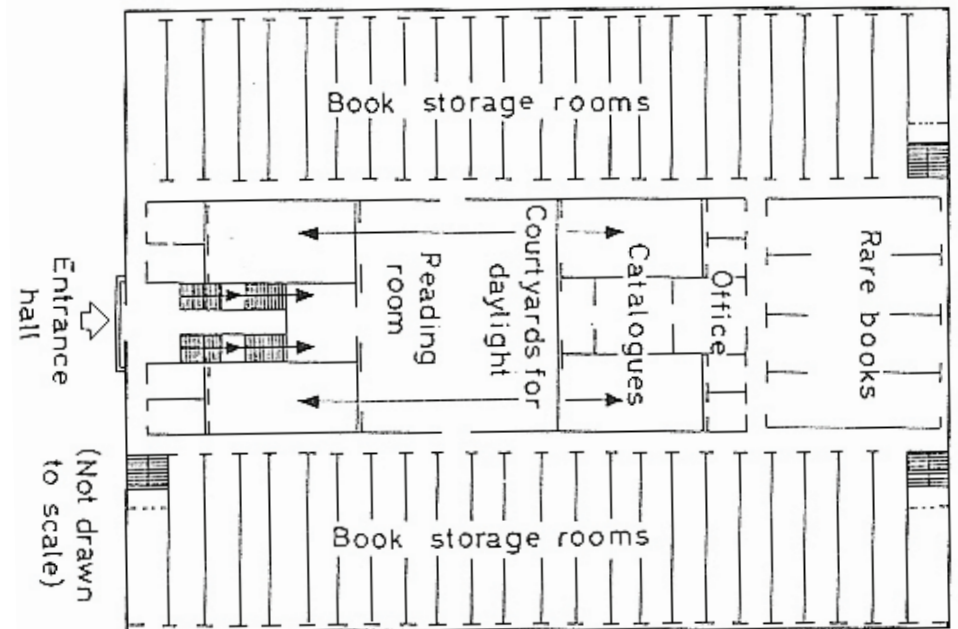 Book storage rooms
Entrance
hall
Reading
room
Courtyards for
daylight
Catalogues
Office
Rare books
(Not drawn
to scale)
Book storage rooms